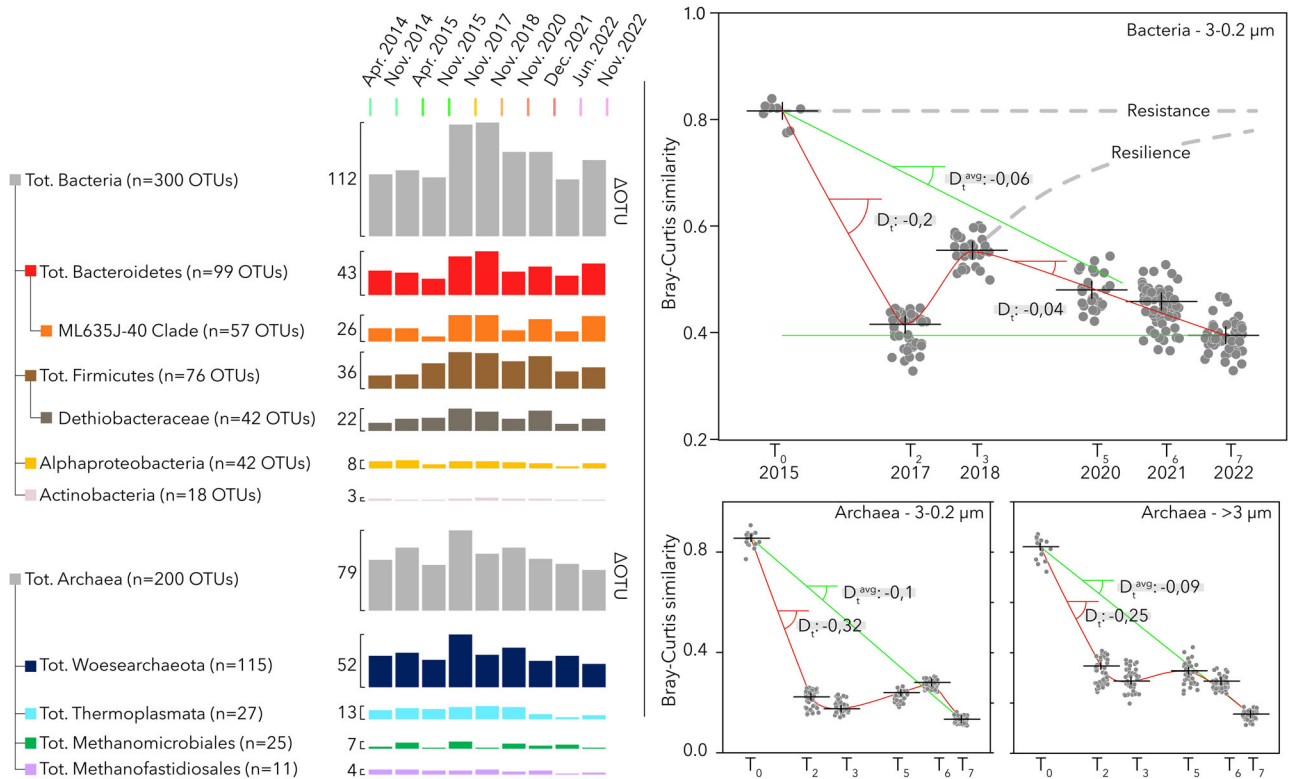 Apr. 2014
Nov. 2014
Apr. 2015
Nov. 2015
Nov. 2017
Nov. 2018
Nov. 2020
Dec. 2021
Jun. 2022
Nov. 2022
Tot. Bacteria (n=300 OTUs)
112
ΔOTU
Tot. Bacteroidetes (n=99 OTUs)
43
ML635J-40 Clade (n=57 OTUs)
26
Tot. Firmicutes (n=76 OTUs)
36
Dethiobacteraceae (n=42 OTUs)
22
Alphaproteobacteria (n=42 OTUs)
8
Actinobacteria (n=18 OTUs)
3
Tot. Archaea (n=200 OTUs)
79
ΔOTU
Tot. Woesearchaeota (n=115)
52
Tot. Thermoplasmata (n=27)
13
Tot. Methanomicrobiales (n=25)
7
Tot. Methanofastidiosales (n=11)
4
Bacteria - 3-0.2 µm
Bray-Curtis similarity
1.0
0.8
0.6
0.4
0.2
Resistance
Resilience
Dt avg: -0,06
Dt: -0,2
Dt: -0,04
T0 T2 T3 T5 T6 T7
2015 2017 2018 2020 2021 2022
Archaea - 3-0.2 µm
Bray-Curtis similarity
0.8
0.4
0.0
Dt avg: -0,1
Dt: -0,32
T0 T2 T3 T5 T6 T7
Archaea - >3 µm
Dt avg: -0,09
Dt: -0,25
T0 T2 T3 T5 T6 T7